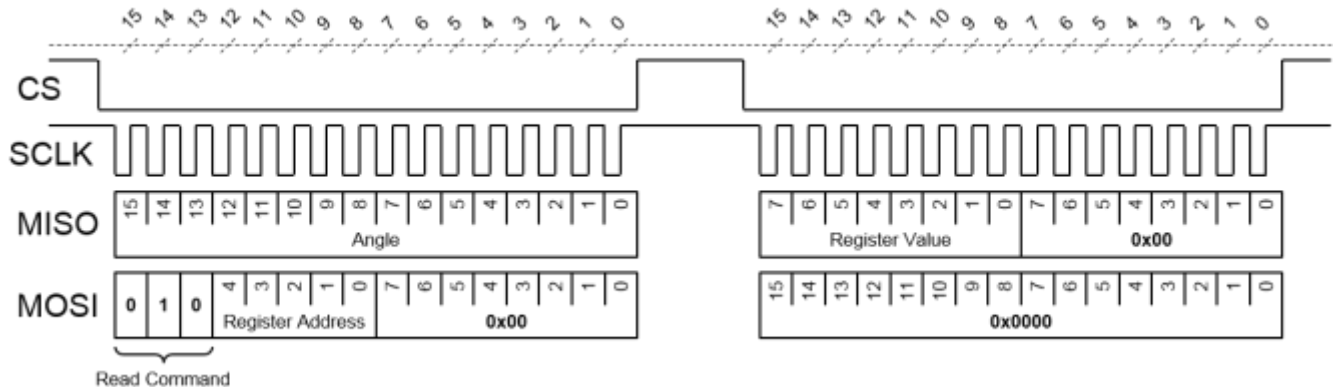 15 14 13 12 11 10 9 8 7 6 5 4 3 2 1 0 15 14 13 12 11 10 9 8 7 6 5 4 3 2 1 0
CS
SCLK
MISO
15 14 13 12 11 10 9 8 7 6 5 4 3 2 1 0 7 6 5 4 3 2 1 0 7 6 5 4 3 2 1 0
Angle Register Value 0x00
MOSI
0 1 0 4 3 2 1 0 7 6 5 4 3 2 1 0 15 14 13 12 11 10 9 8 7 6 5 4 3 2 1 0
Register Address 0x00 0x0000
Read Command